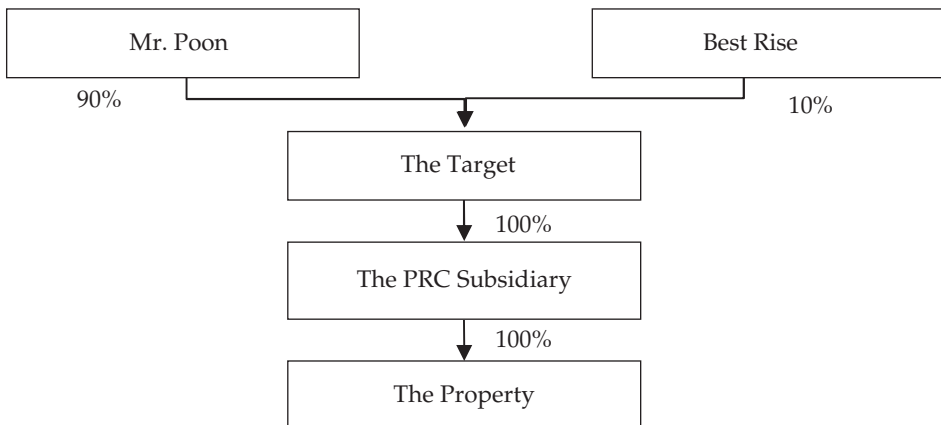 Mr. Poon
Best Rise
90%
10%
The Target
100%
The PRC Subsidiary
100%
The Property